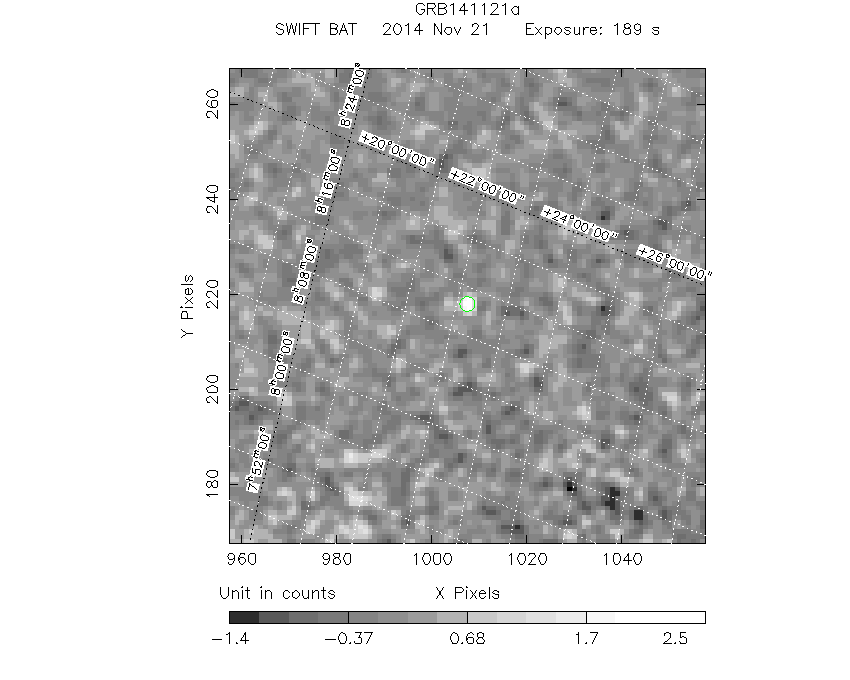 GRB141121a
SWIFT BAT 2014 Nov 21 Exposure: 189 s
Y Pixels
260
240
220
200
180
8ʰ24ᵐ00ˢ
8ʰ16ᵐ00ˢ
8ʰ08ᵐ00ˢ
8ʰ00ᵐ00ˢ
7ʰ52ᵐ00ˢ
+20°00'00"
+22°00'00"
+24°00'00"
+26°00'00"
960 980 1000 1020 1040
Unit in counts X Pixels
−1.4 −0.37 0.68 1.7 2.5